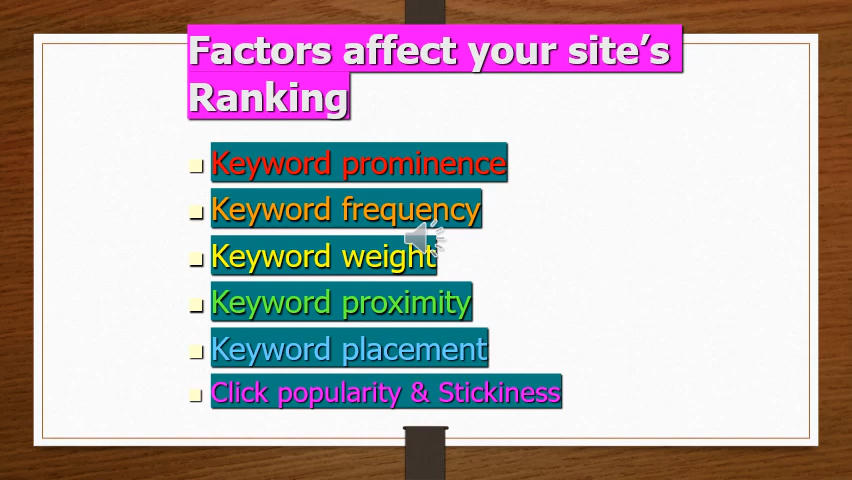 Factors affect your site’s
Ranking
Keyword prominence
Keyword frequency
Keyword weight
Keyword proximity
Keyword placement
Click popularity & Stickiness